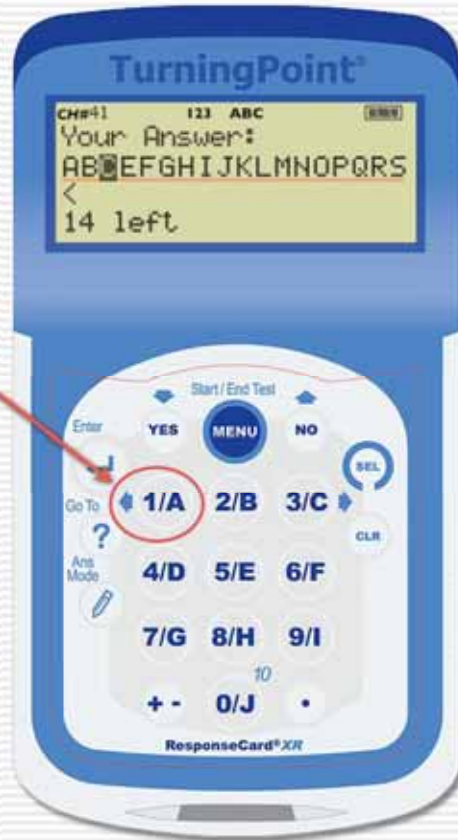 TurningPoint®
CH#41 123 ABC
Your Answer:
ABDEFGHIJKLMNOPQRS
<
14 left
Start / End Test
Enter YES MENU NO
SEL
Go To 1/A 2/B 3/C
?
CLR
Ans
Mode 4/D 5/E 6/F
7/G 8/H 9/I
10
+ - 0/J •
ResponseCard® XR